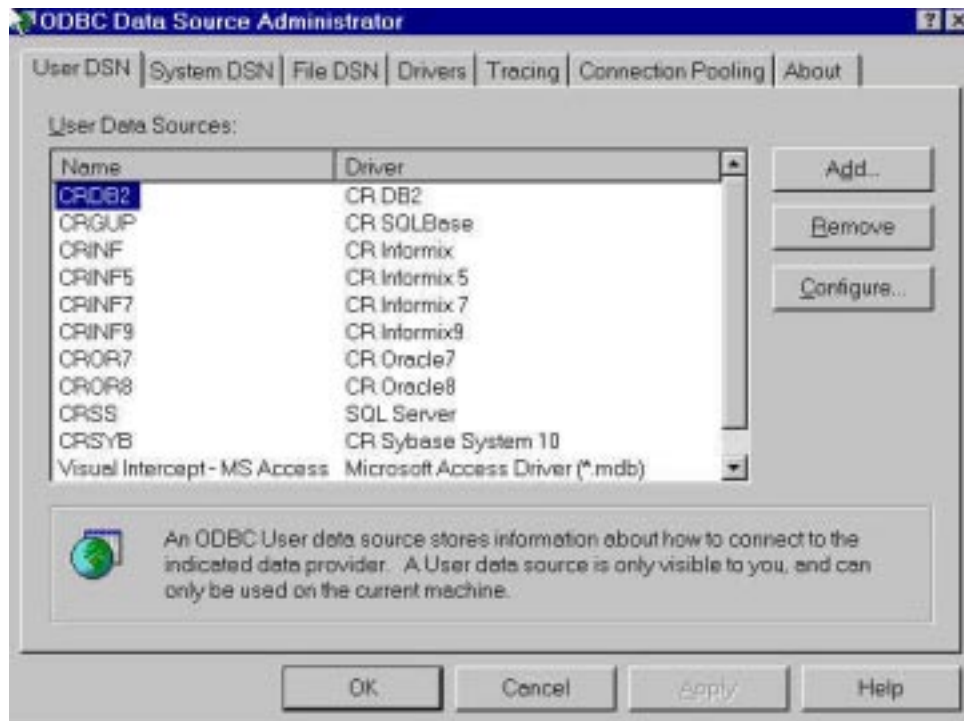 ODBC Data Source Administrator
User DSN System DSN File DSN Drivers Tracing Connection Pooling About
User Data Sources:
Name Driver
CRDB2 CR DB2
CRGUP CR SQLBase
CRINF CR Informix
CRINF5 CR Informix 5
CRINF7 CR Informix 7
CRINF9 CR Informix9
CROR7 CR Oracle7
CROR8 CR Oracle8
CRSS SQL Server
CRSYB CR Sybase System 10
Visual Intercept - MS Access Microsoft Access Driver (*.mdb)
Add...
Remove
Configure...
An ODBC User data source stores information about how to connect to the
indicated data provider. A User data source is only visible to you, and can
only be used on the current machine.
OK Cancel Apply Help